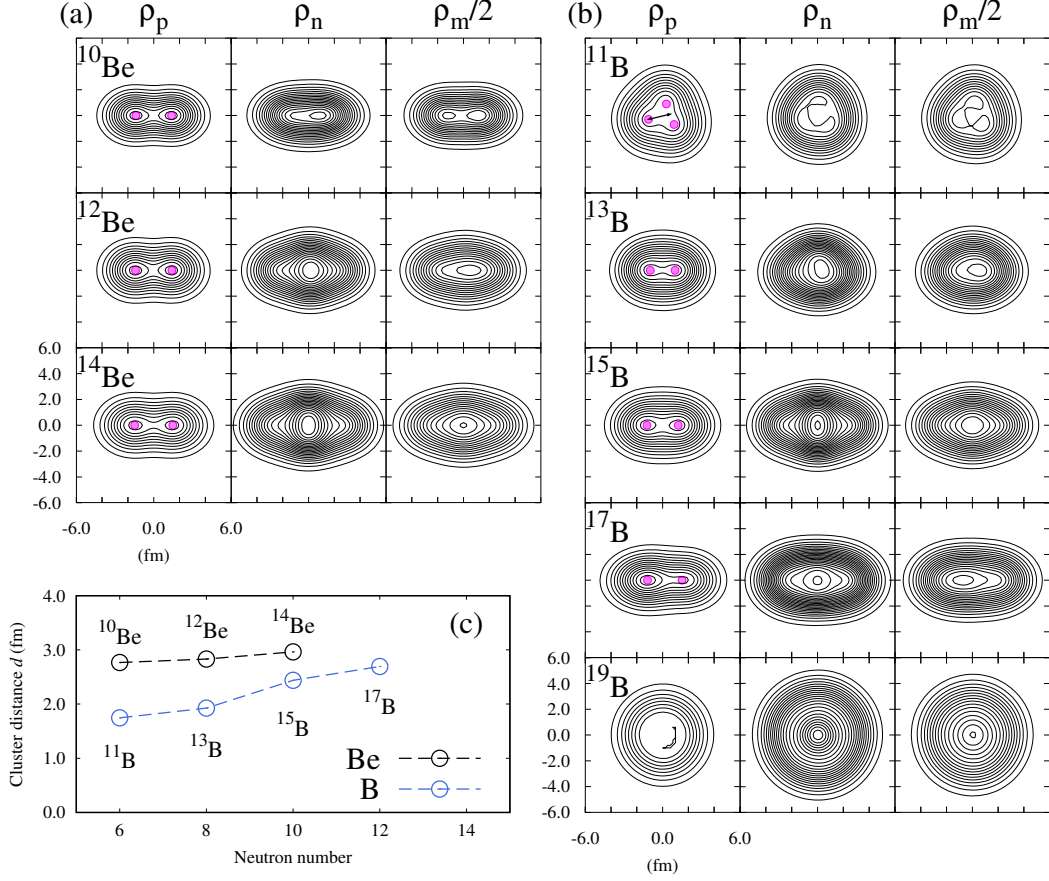 (a) ρp ρn ρm/2
10Be
12Be
14Be
6.0
4.0
2.0
0.0
-2.0
-4.0
-6.0
-6.0 0.0 6.0
(fm)
(b) ρp ρn ρm/2
11B
13B
15B
17B
19B
6.0
4.0
2.0
0.0
-2.0
-4.0
-6.0
-6.0 0.0 6.0
(fm)
(c)
Cluster distance d (fm)
4.0
3.0
2.0
1.0
0.0
10Be 12Be 14Be
11B 13B 15B 17B
Be
B
6 8 10 12 14
Neutron number